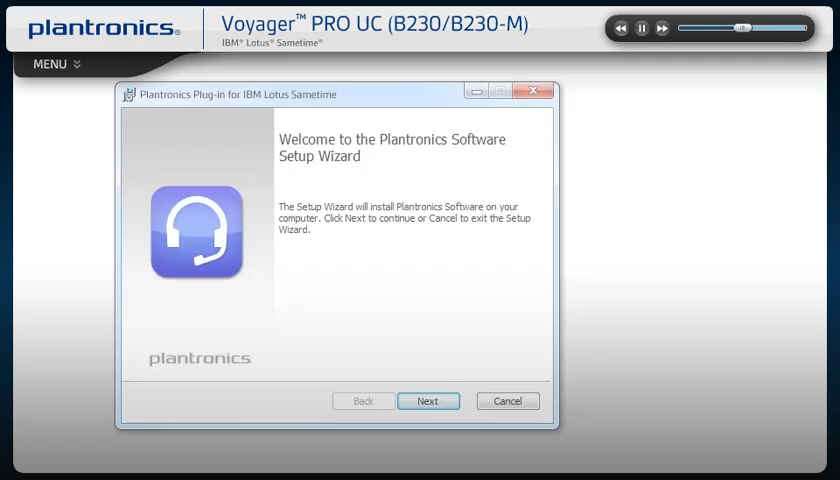 plantronics®
Voyager™ PRO UC (B230/B230-M)
IBM® Lotus® Sametime®
MENU
Plantronics Plug-in for IBM Lotus Sametime
Welcome to the Plantronics Software
Setup Wizard
The Setup Wizard will install Plantronics Software on your
computer. Click Next to continue or Cancel to exit the Setup
Wizard.
plantronics
Back
Next
Cancel